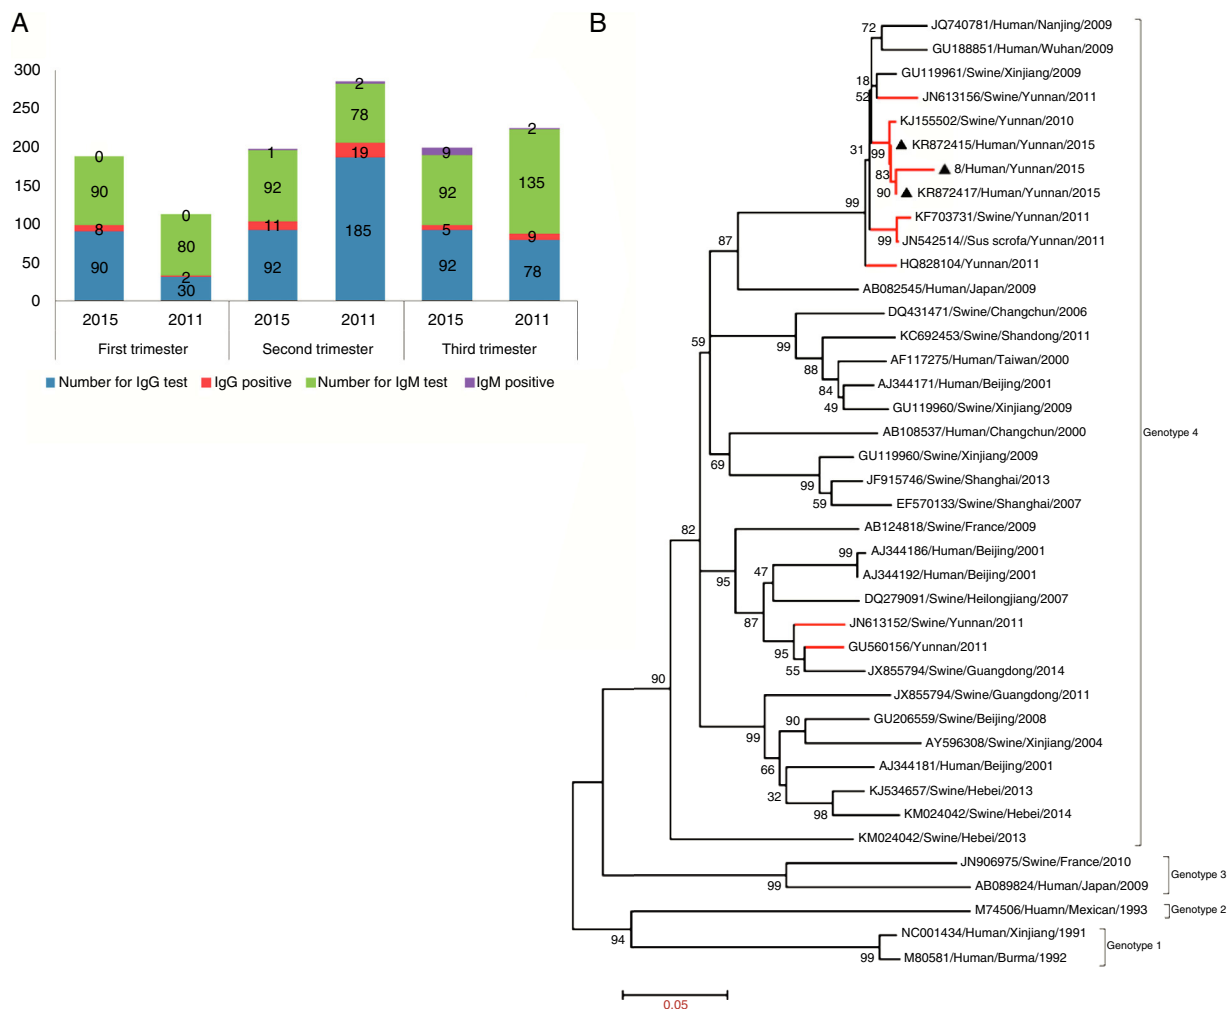 A
300
250
200
150
100
50
0
0
90
8
90
0
80
2
30
1
92
11
92
2
78
19
185
9
92
5
92
2
135
9
78
2015
2011
2015
2011
2015
2011
First trimester
Second trimester
Third trimester
Number for IgG test
IgG positive
Number for IgM test
IgM positive
B
JQ740781/Human/Nanjing/2009
GU188851/Human/Wuhan/2009
GU119961/Swine/Xinjiang/2009
JN613156/Swine/Yunnan/2011
KJ155502/Swine/Yunnan/2010
KR872415/Human/Yunnan/2015
8/Human/Yunnan/2015
KR872417/Human/Yunnan/2015
KF703731/Swine/Yunnan/2011
JN542514//Sus scrofa/Yunnan/2011
HQ828104/Yunnan/2011
AB082545/Human/Japan/2009
DQ431471/Swine/Changchun/2006
KC692453/Swine/Shandong/2011
AF117275/Human/Taiwan/2000
AJ344171/Human/Beijing/2001
GU119960/Swine/Xinjiang/2009
AB108537/Human/Changchun/2000
GU119960/Swine/Xinjiang/2009
JF915746/Swine/Shanghai/2013
EF570133/Swine/Shanghai/2007
AB124818/Swine/France/2009
AJ344186/Human/Beijing/2001
AJ344192/Human/Beijing/2001
DQ279091/Swine/Heilongjiang/2007
JN613152/Swine/Yunnan/2011
GU560156/Yunnan/2011
JX855794/Swine/Guangdong/2014
JX855794/Swine/Guangdong/2011
GU206559/Swine/Beijing/2008
AY596308/Swine/Xinjiang/2004
AJ344181/Human/Beijing/2001
KJ534657/Swine/Hebei/2013
KM024042/Swine/Hebei/2014
KM024042/Swine/Hebei/2013
JN906975/Swine/France/2010
AB089824/Human/Japan/2009
M74506/Huamn/Mexican/1993
NC001434/Human/Xinjiang/1991
M80581/Human/Burma/1992
72
18
52
31
99
83
90
99
99
87
59
99
88
84
49
69
99
59
82
99
95
47
87
95
55
90
99
90
66
32
98
99
94
99
Genotype 4
Genotype 3
Genotype 2
Genotype 1
0.05